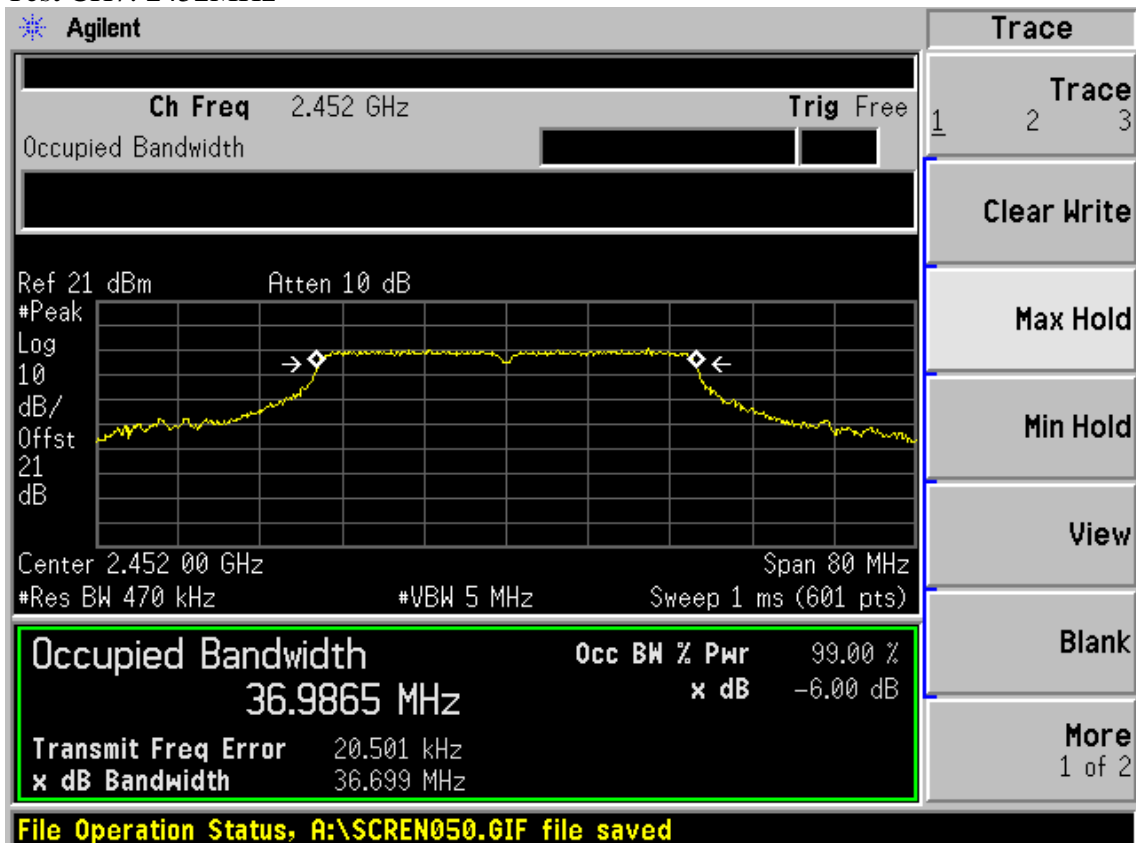 Agilent
Trace
Ch Freq 2.452 GHz Trig Free
Occupied Bandwidth
Trace
1 2 3
Clear Write
Max Hold
Min Hold
View
Blank
More
1 of 2
Ref 21 dBm Atten 10 dB
#Peak
Log
10
dB/
Offst
21
dB
Center 2.452 00 GHz Span 80 MHz
#Res BW 470 kHz #VBW 5 MHz Sweep 1 ms (601 pts)
Occupied Bandwidth Occ BW % Pwr 99.00 %
36.9865 MHz x dB -6.00 dB
Transmit Freq Error 20.501 kHz
x dB Bandwidth 36.699 MHz
File Operation Status, A:\SCREN050.GIF file saved